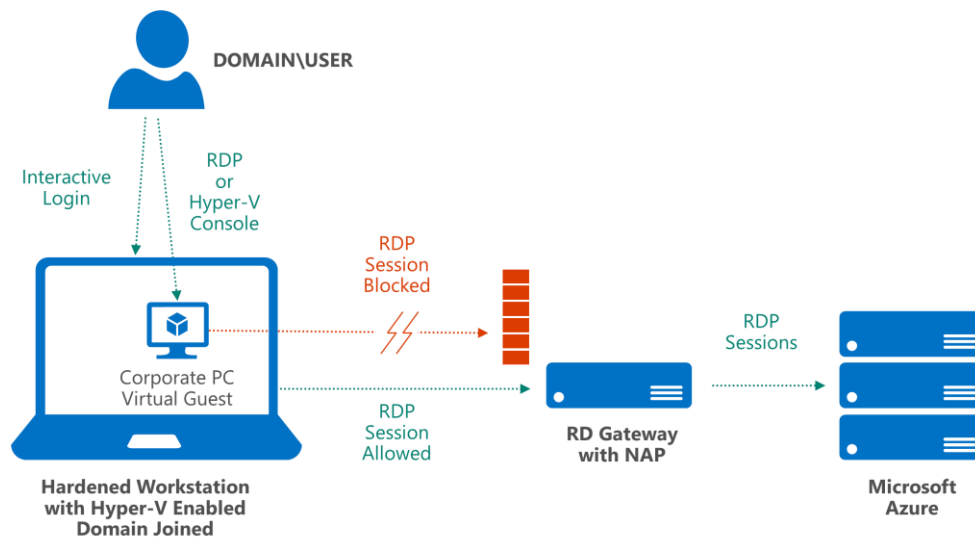 DOMAIN\USER
Interactive
Login
RDP
or
Hyper-V
Console
RDP
Session
Blocked
RDP
Sessions
Corporate PC
Virtual Guest
RDP
Session
Allowed
RD Gateway
with NAP
Hardened Workstation
with Hyper-V Enabled
Domain Joined
Microsoft
Azure